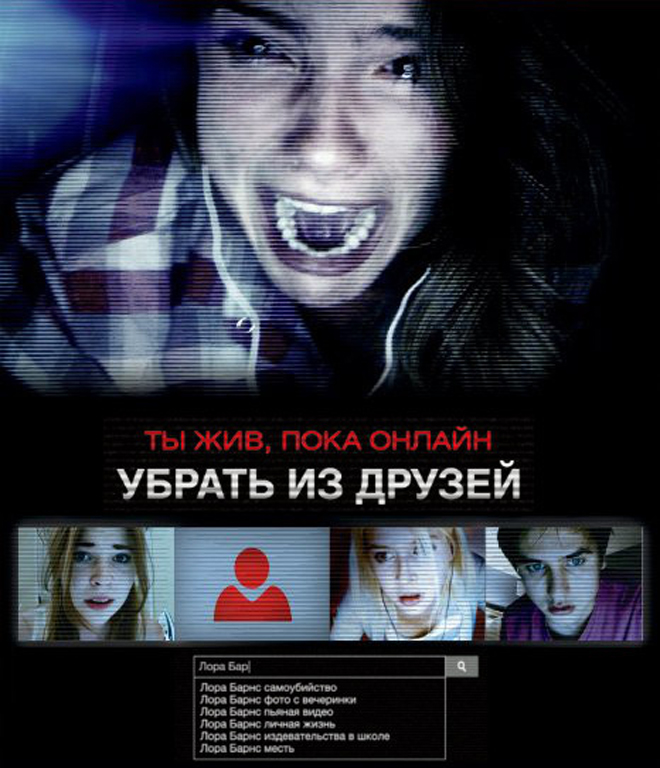 ТЫ ЖИВ, ПОКА ОНЛАЙН
УБРАТЬ ИЗ ДРУЗЕЙ
Лора Бар
Лора Барнс самоубийство
Лора Барнс фото с вечеринки
Лора Барнс пьяная видео
Лора Барнс личная жизнь
Лора Барнс издевательства в школе
Лора Барнс месть